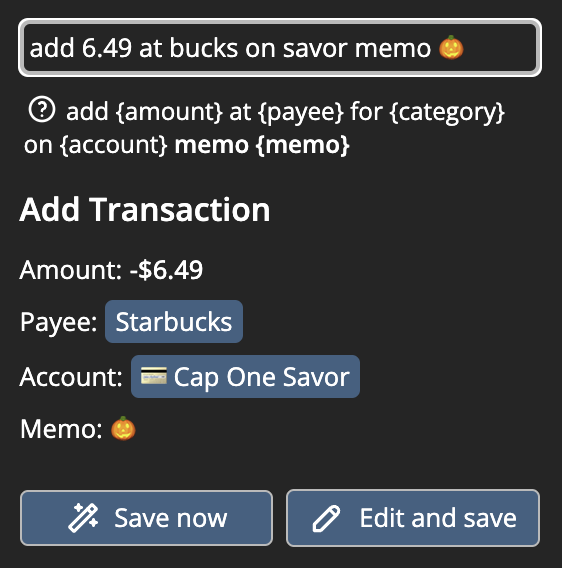 add 6.49 at bucks on savor memo 🎃
add {amount} at {payee} for {category}
on {account} memo {memo}
Add Transaction
Amount: -$6.49
Payee: Starbucks
Account: 💳 Cap One Savor
Memo: 🎃
Save now
Edit and save